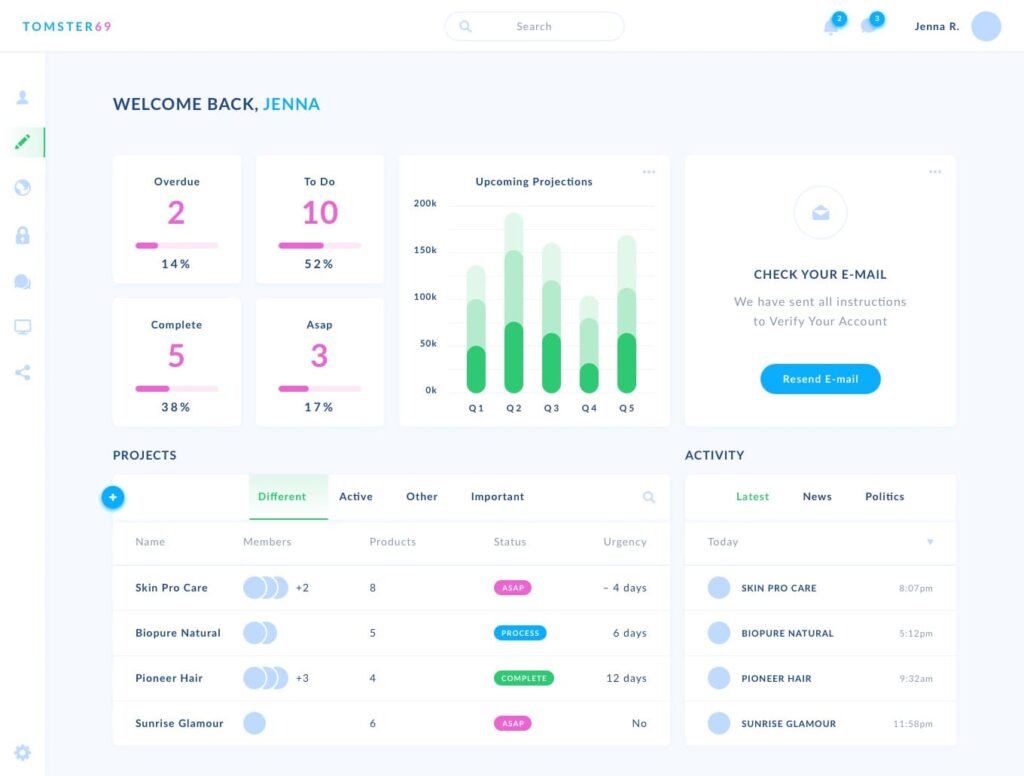 TOMSTER69
Search
2
3
Jenna R.
WELCOME BACK, JENNA
Overdue
2
14%
To Do
10
52%
Complete
5
38%
Asap
3
17%
Upcoming Projections
200k
150k
100k
50k
0k
Q1 Q2 Q3 Q4 Q5
CHECK YOUR E-MAIL
We have sent all instructions
to Verify Your Account
Resend E-mail
PROJECTS
+
Different Active Other Important
Name Members Products Status Urgency
Skin Pro Care +2 8 ASAP – 4 days
Biopure Natural 5 PROCESS 6 days
Pioneer Hair +3 4 COMPLETE 12 days
Sunrise Glamour 6 ASAP No
ACTIVITY
Latest News Politics
Today
SKIN PRO CARE 8:07pm
BIOPURE NATURAL 5:12pm
PIONEER HAIR 9:32am
SUNRISE GLAMOUR 11:58pm